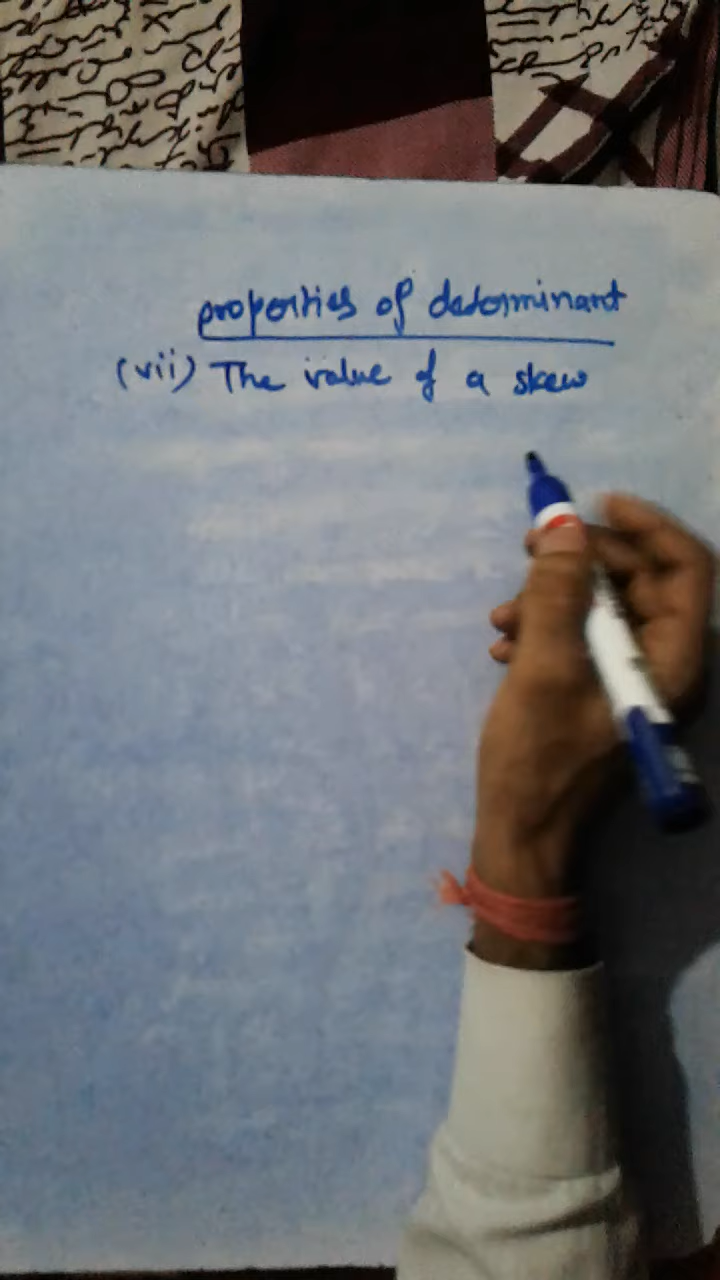 properties of determinant
(vii) The value of a skew